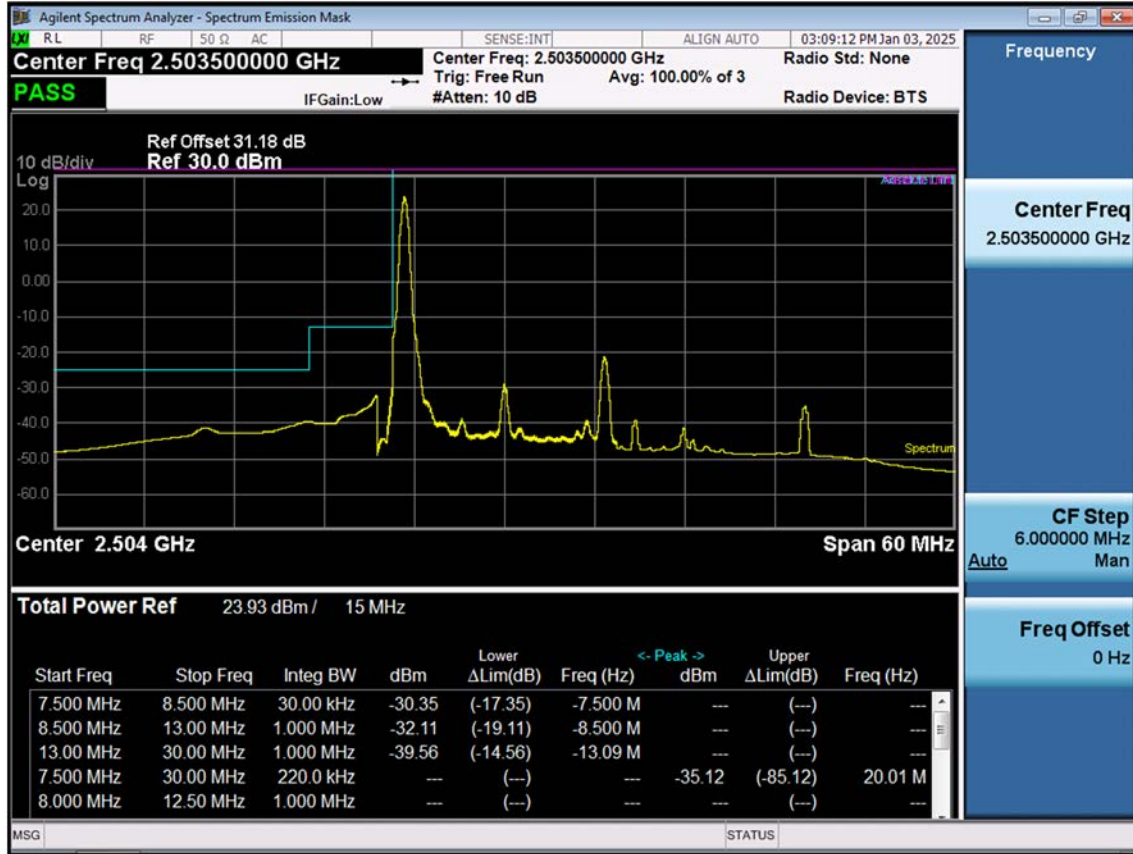 Agilent Spectrum Analyzer - Spectrum Emission Mask
LXI RL RF 50 Ω AC SENSE:INT ALIGN AUTO 03:09:12 PM Jan 03, 2025
Center Freq 2.503500000 GHz
Center Freq: 2.503500000 GHz Radio Std: None
Trig: Free Run Avg: 100.00% of 3
PASS IFGain:Low #Atten: 10 dB Radio Device: BTS
Ref Offset 31.18 dB
10 dB/div Ref 30.0 dBm
Log
20.0
10.0
0.00
-10.0
-20.0
-30.0
-40.0
-50.0
-60.0
Spectrum
Center 2.504 GHz Span 60 MHz
Total Power Ref 23.93 dBm / 15 MHz
Lower <- Peak -> Upper
Start Freq Stop Freq Integ BW dBm ΔLim(dB) Freq (Hz) dBm ΔLim(dB) Freq (Hz)
7.500 MHz 8.500 MHz 30.00 kHz -30.35 (-17.35) -7.500 M --- (---) ---
8.500 MHz 13.00 MHz 1.000 MHz -32.11 (-19.11) -8.500 M --- (---) ---
13.00 MHz 30.00 MHz 1.000 MHz -39.56 (-14.56) -13.09 M --- (---) ---
7.500 MHz 30.00 MHz 220.0 kHz --- (---) --- -35.12 (-85.12) 20.01 M
8.000 MHz 12.50 MHz 1.000 MHz --- (---) --- --- (---) ---
MSG STATUS
Frequency
Center Freq
2.503500000 GHz
CF Step
6.000000 MHz
Auto Man
Freq Offset
0 Hz